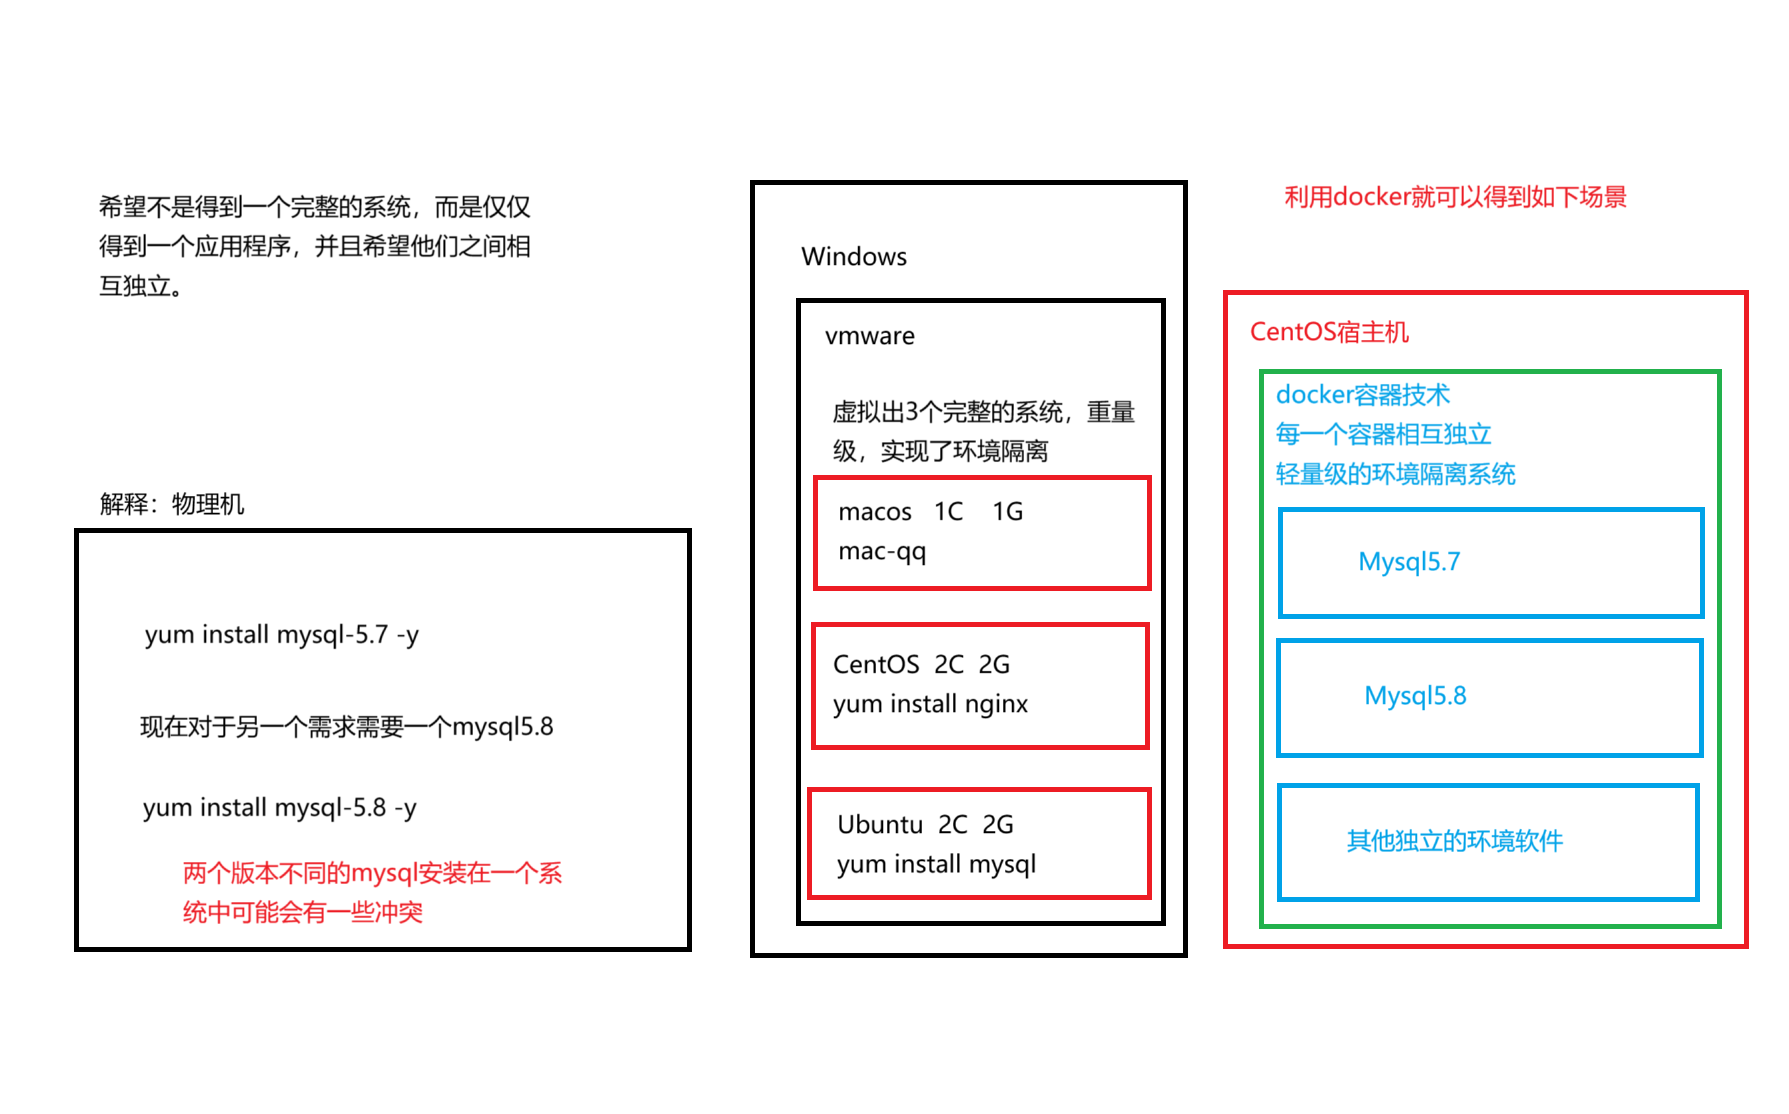 希望不是得到一个完整的系统，而是仅仅
得到一个应用程序，并且希望他们之间相
互独立。
解释：物理机
yum install mysql-5.7 -y
现在对于另一个需求需要一个mysql5.8
yum install mysql-5.8 -y
两个版本不同的mysql安装在一个系
统中可能会有一些冲突
Windows
vmware
虚拟出3个完整的系统，重量
级，实现了环境隔离
macos 1C 1G
mac-qq
CentOS 2C 2G
yum install nginx
Ubuntu 2C 2G
yum install mysql
利用docker就可以得到如下场景
CentOS宿主机
docker容器技术
每一个容器相互独立
轻量级的环境隔离系统
Mysql5.7
Mysql5.8
其他独立的环境软件